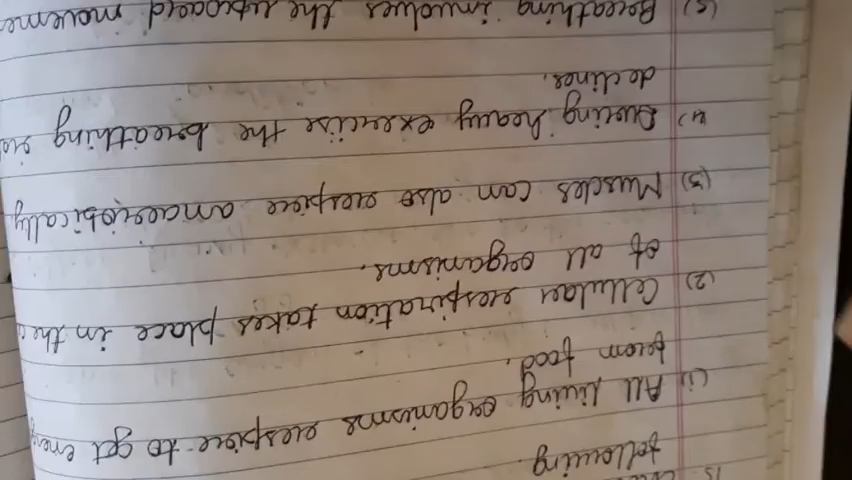 15.
following.
(1) All living organisms respire to get
from food.
(2) Cellular respiration takes place in the
of all organisms.
(3) Muscles can also respire anaerobically
4) During heavy exercise the breathing
declines.
(5) Breathing involves the upward